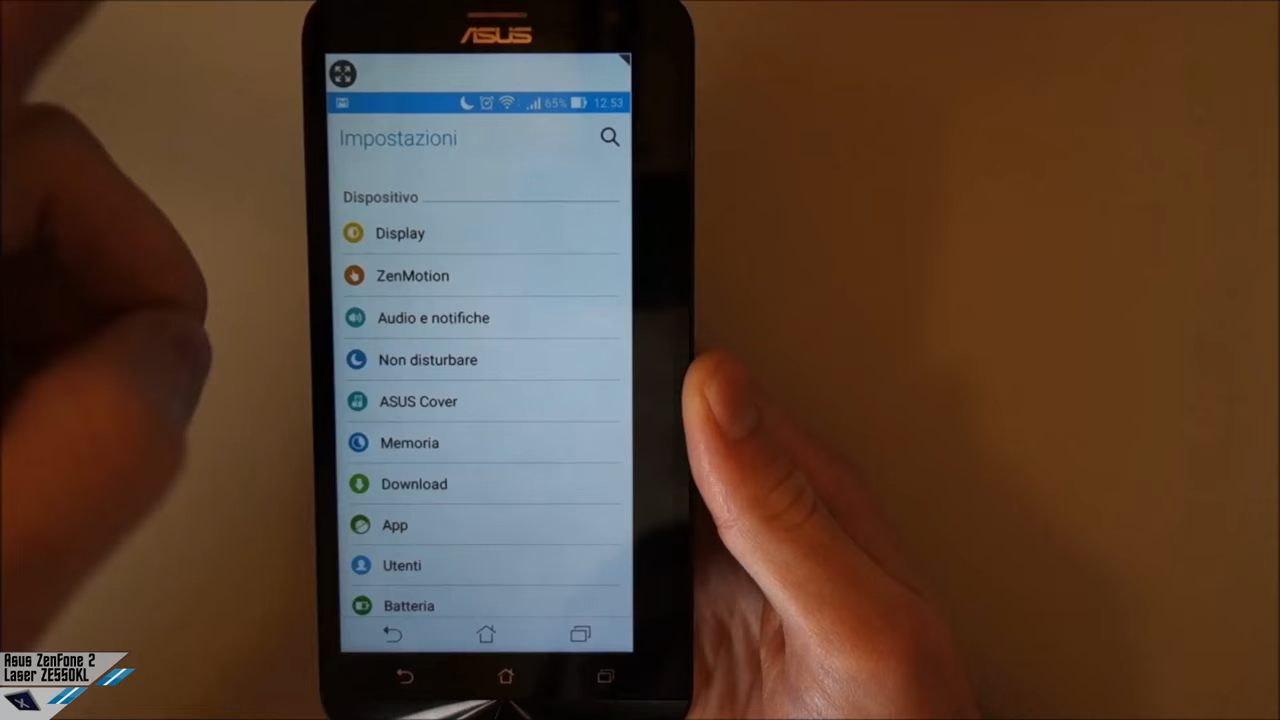 ASUS
65% 12:53
Impostazioni
Dispositivo
Display
ZenMotion
Audio e notifiche
Non disturbare
ASUS Cover
Memoria
Download
App
Utenti
Batteria
Asus ZenFone 2
Laser ZE550KL